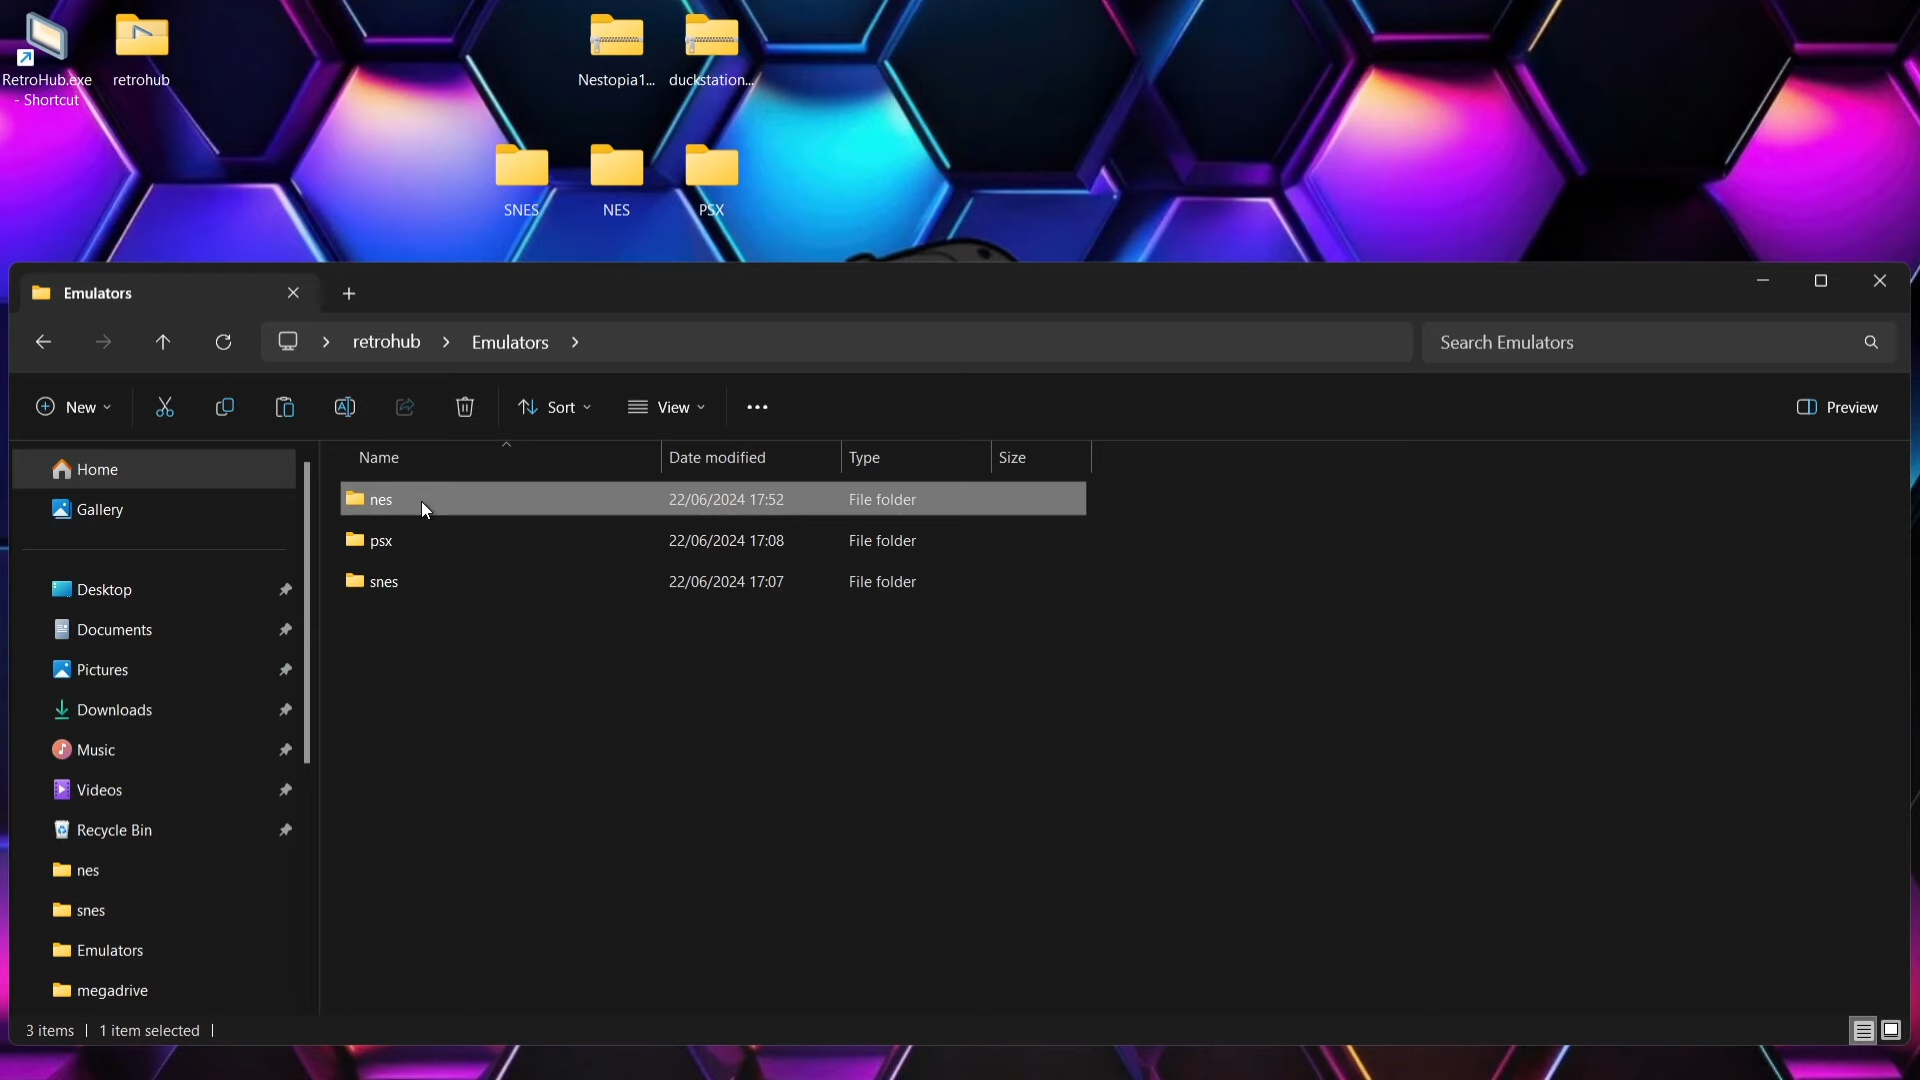 RetroHub.exe
- Shortcut
retrohub
Nestopia1...
duckstation...
SNES
NES
PSX
Emulators
retrohub
Emulators
Search Emulators
New
Sort
View
Preview
Name
Date modified
Type
Size
nes
22/06/2024 17:52
File folder
psx
22/06/2024 17:08
File folder
snes
22/06/2024 17:07
File folder
Home
Gallery
Desktop
Documents
Pictures
Downloads
Music
Videos
Recycle Bin
nes
snes
Emulators
megadrive
3 items
1 item selected